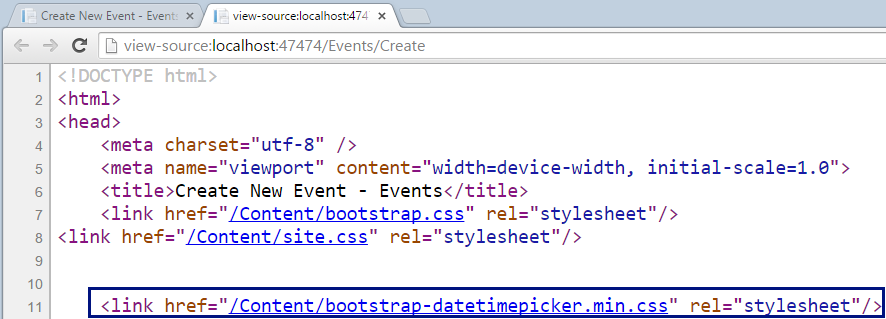 Create New Event - Events
view-source:localhost:474
view-source:localhost:47474/Events/Create
1 <!DOCTYPE html>
2 <html>
3 <head>
4 <meta charset="utf-8" />
5 <meta name="viewport" content="width=device-width, initial-scale=1.0">
6 <title>Create New Event - Events</title>
7 <link href="/Content/bootstrap.css" rel="stylesheet"/>
8 <link href="/Content/site.css" rel="stylesheet"/>
9
10
11 <link href="/Content/bootstrap-datetimepicker.min.css" rel="stylesheet"/>